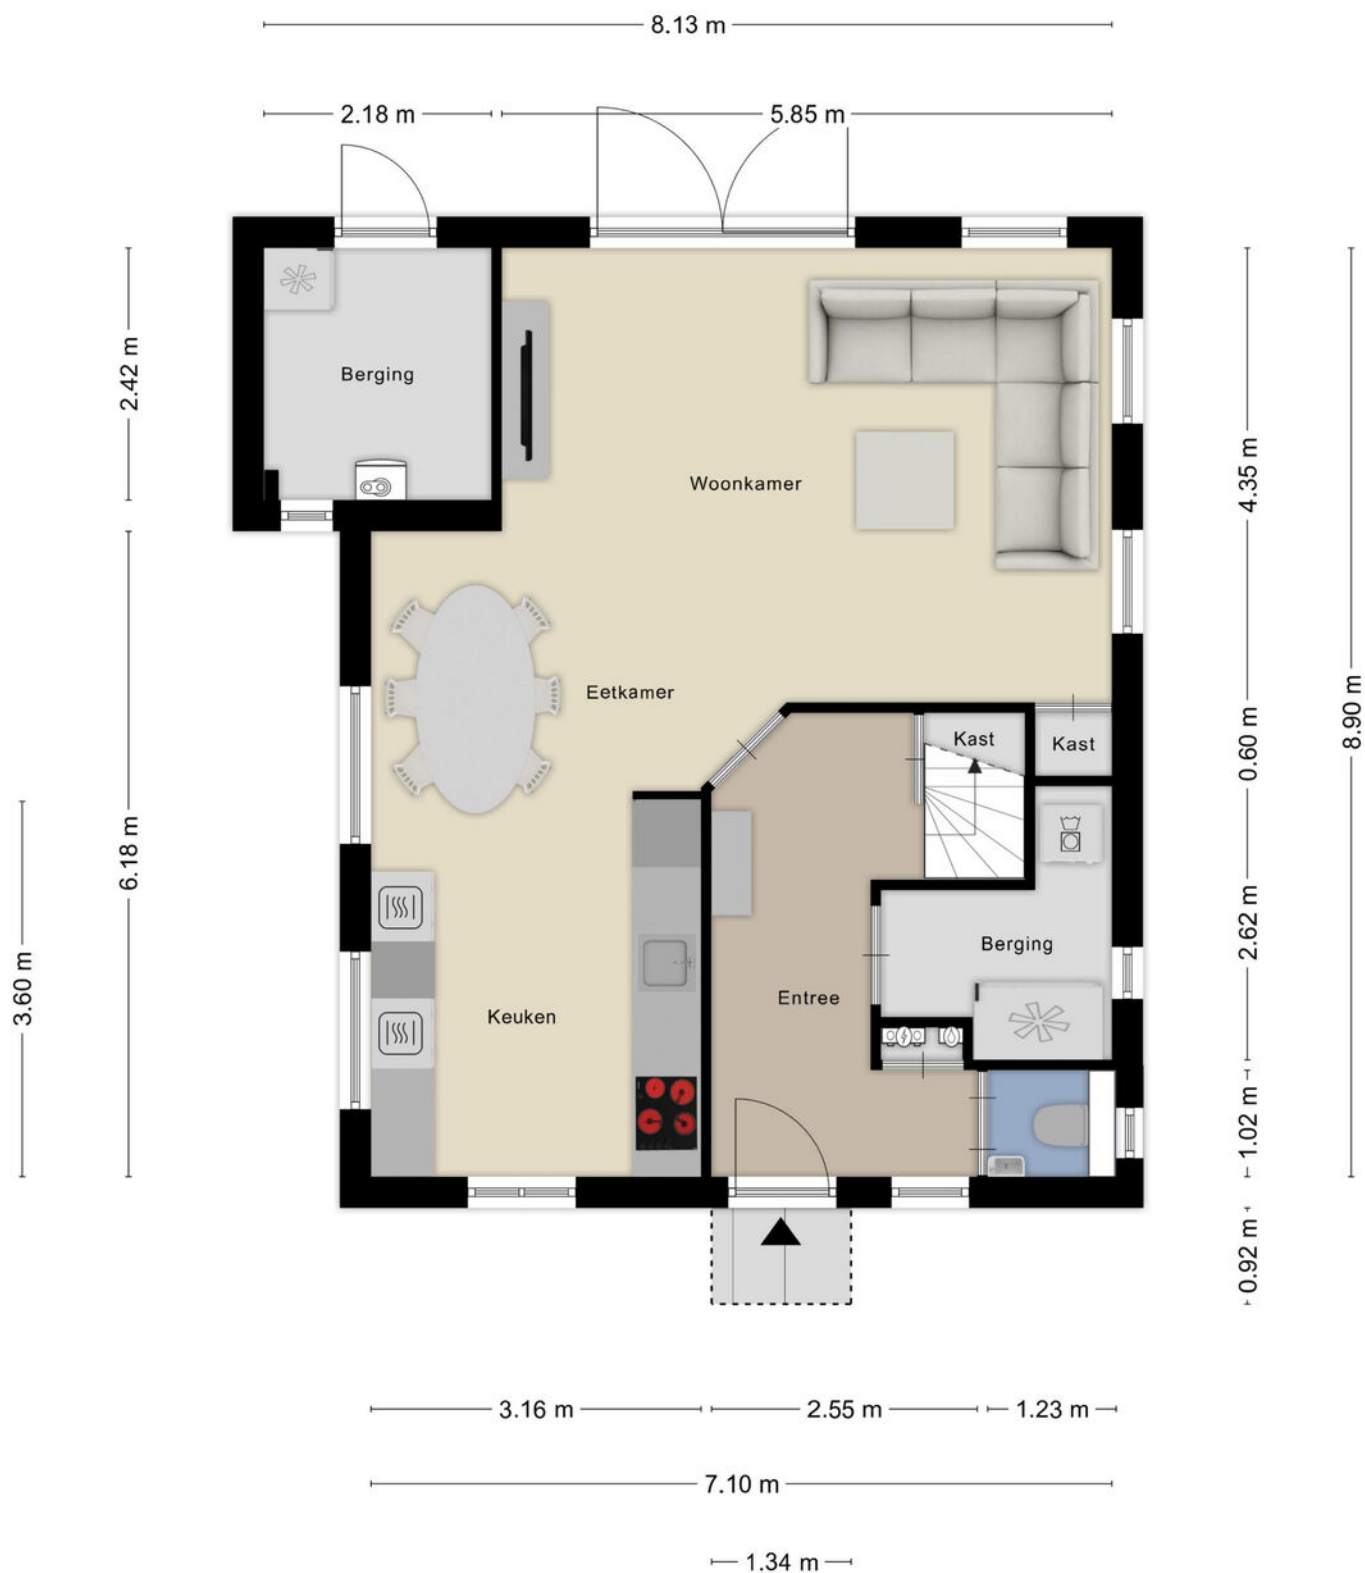 8.13 m
2.18 m
5.85 m
2.42 m
Berging
Woonkamer
4.35 m
8.90 m
Eetkamer
Kast
Kast
0.60 m
6.18 m
3.60 m
Keuken
Entree
Berging
2.62 m
1.02 m
0.92 m
3.16 m
2.55 m
1.23 m
7.10 m
1.34 m